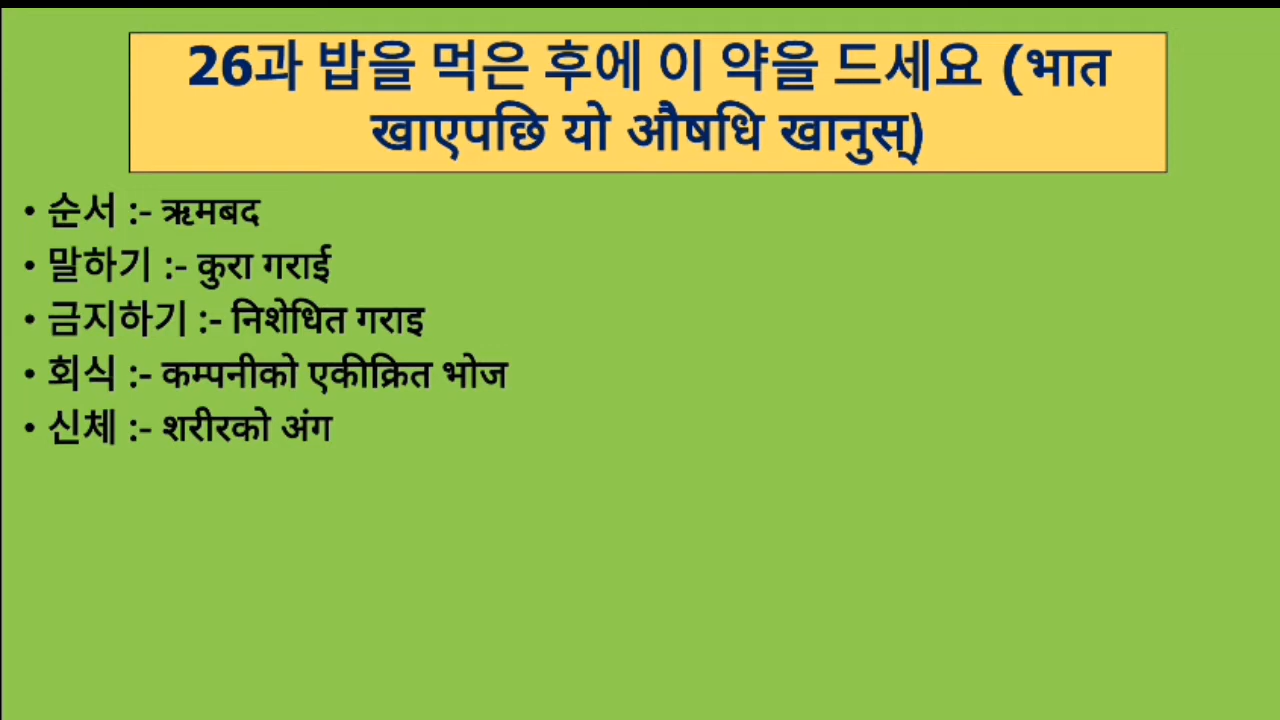 26과 밥을 먹은 후에 이 약을 드세요 (भात
खाएपछि यो औषधि खानुस्)
• 순서 :- ऋमबद
• 말하기 :- कुरा गराई
• 금지하기 :- निशेधित गराइ
• 회식 :- कम्पनीको एकीक्रित भोज
• 신체 :- शरीरको अंग